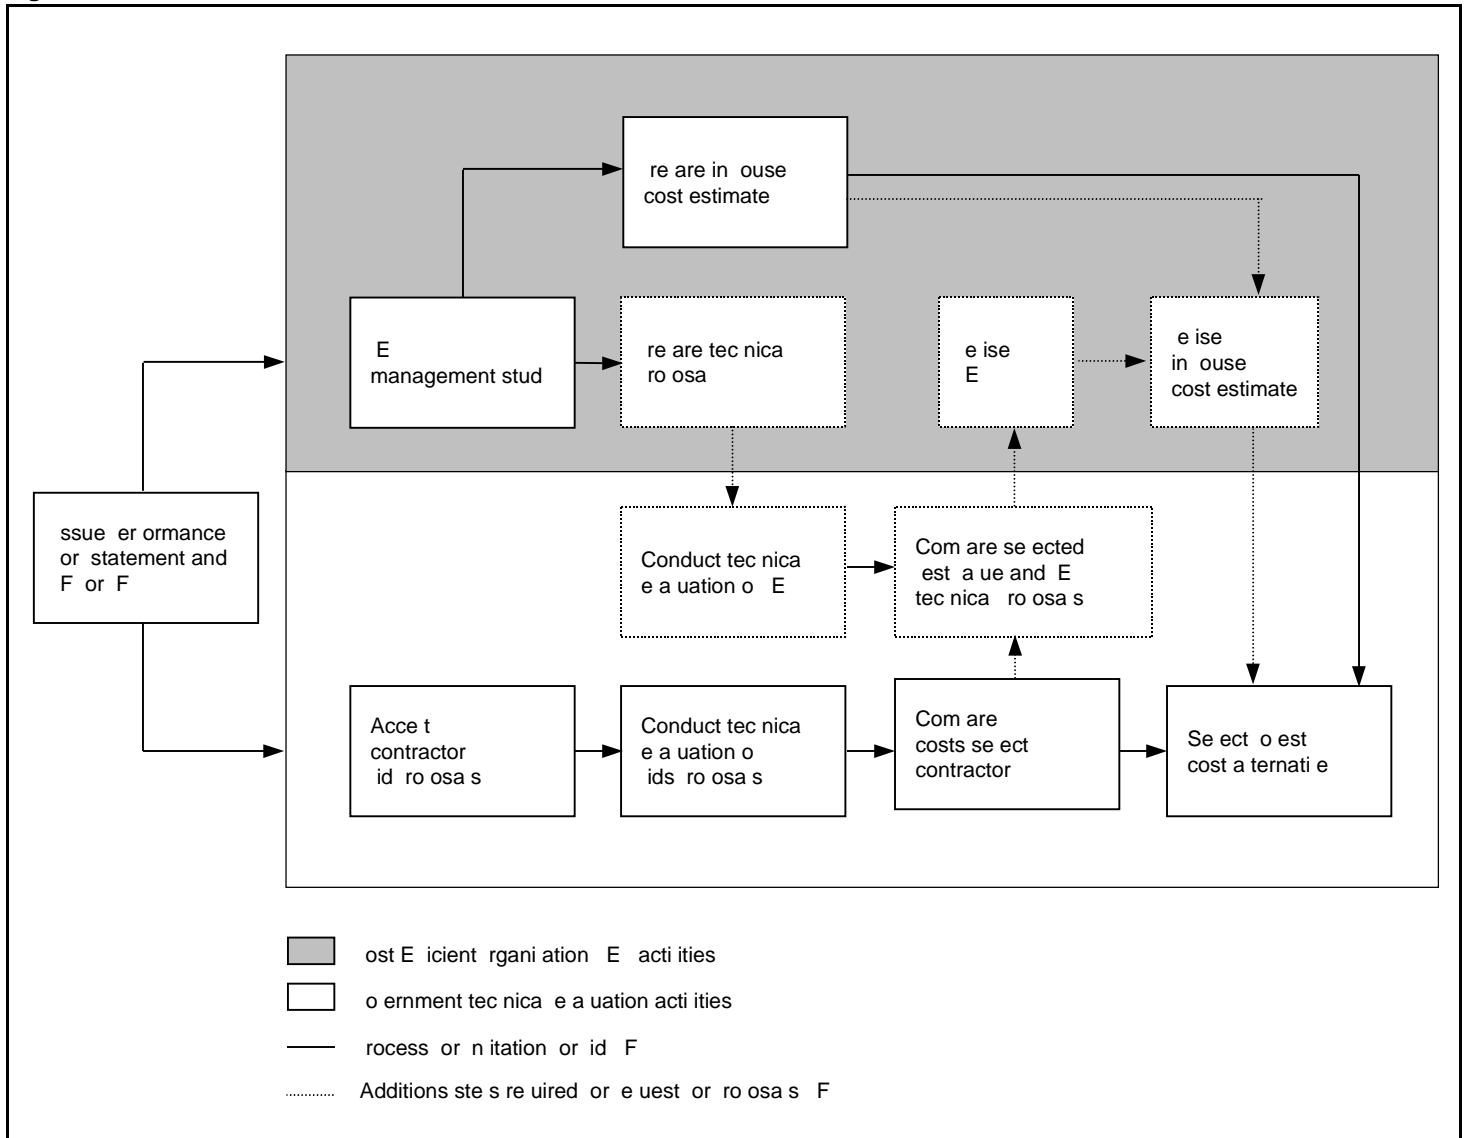 re are in ouse
cost estimate
E
management stud
re are tec nica
ro osa
e ise
E
e ise
in ouse
cost estimate
ssue er ormance
or statement and
F or F
Conduct tec nica
e a uation o E
Com are se ected
est a ue and E
tec nica ro osa s
Acce t
contractor
id ro osa s
Conduct tec nica
e a uation o
ids ro osa s
Com are
costs se ect
contractor
Se ect o est
cost a ternati e
ost E icient rgani ation E acti ities
o ernment tec nica e a uation acti ities
rocess or n itation or id F
Additions ste s re uired or e uest or ro osa s F